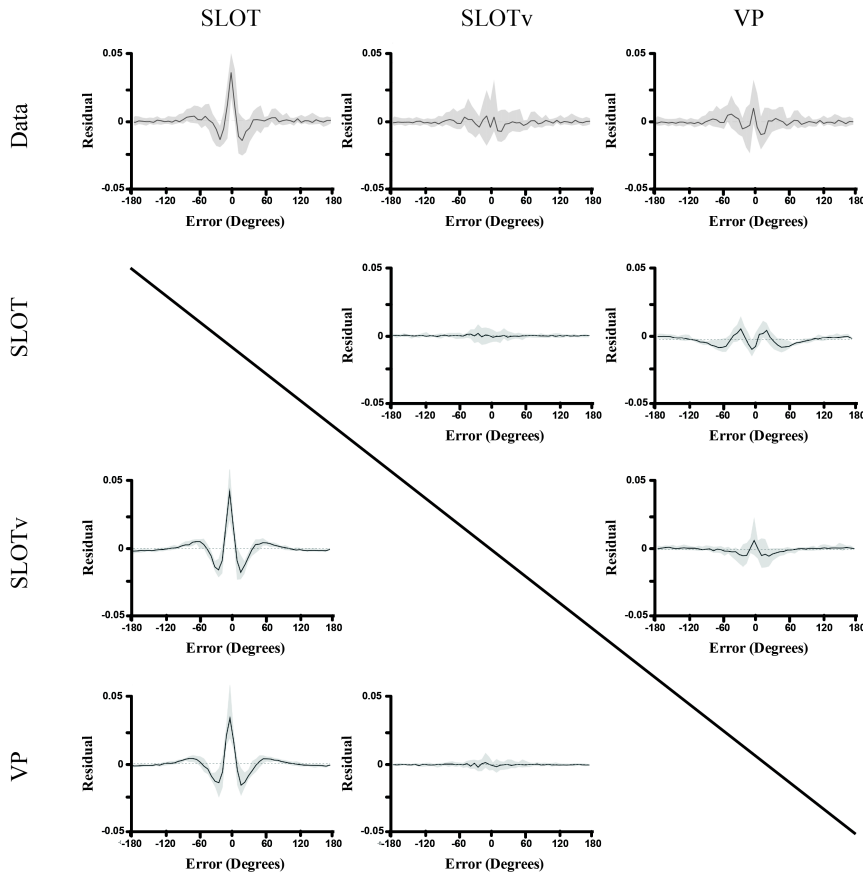 SLOT SLOTv VP
Data
0.05 0.05 0.05
Residual Residual Residual
0 0 0
-0.05 -0.05 -0.05
-180 -120 -60 0 60 120 180 -180 -120 -60 0 60 120 180 -180 -120 -60 0 60 120 180
Error (Degrees) Error (Degrees) Error (Degrees)
SLOT
0.05 0.05
Residual Residual
0 0
-0.05 -0.05
-180 -120 -60 0 60 120 180 -180 -120 -60 0 60 120 180
Error (Degrees) Error (Degrees)
SLOTv
0.05 0.05
Residual Residual
0 0
-0.05 -0.05
-180 -120 -60 0 60 120 180 -180 -120 -60 0 60 120 180
Error (Degrees) Error (Degrees)
VP
0.05 0.05
Residual Residual
0 0
-0.05 -0.05
-180 -120 -60 0 60 120 180 -180 -120 -60 0 60 120 180
Error (Degrees) Error (Degrees)